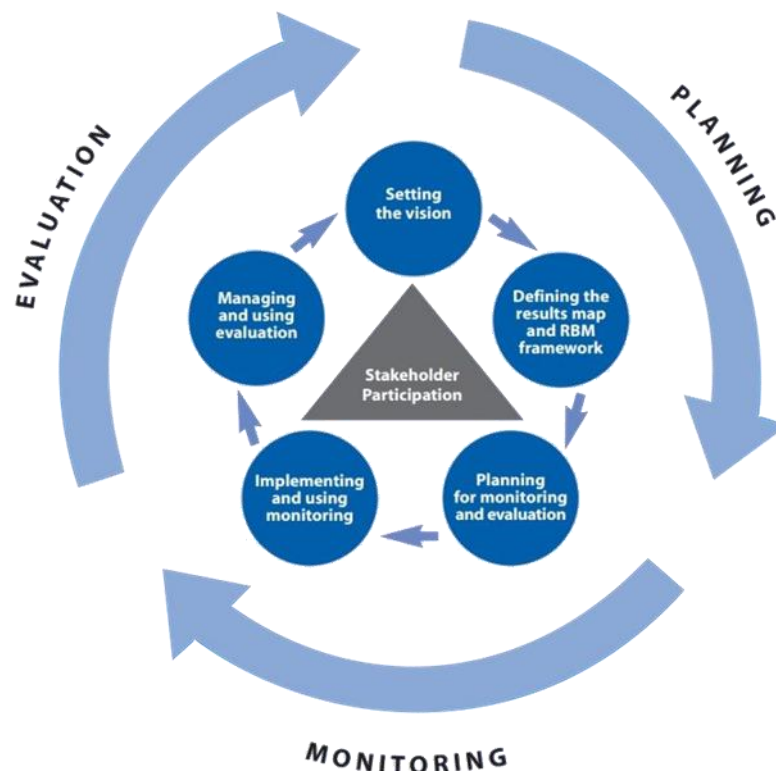 EVALUATION
PLANNING
Setting
the vision
Managing
and using
evaluation
Defining the
results map
and RBM
framework
Stakeholder
Participation
Implementing
and using
monitoring
Planning
for monitoring
and evaluation
MONITORING